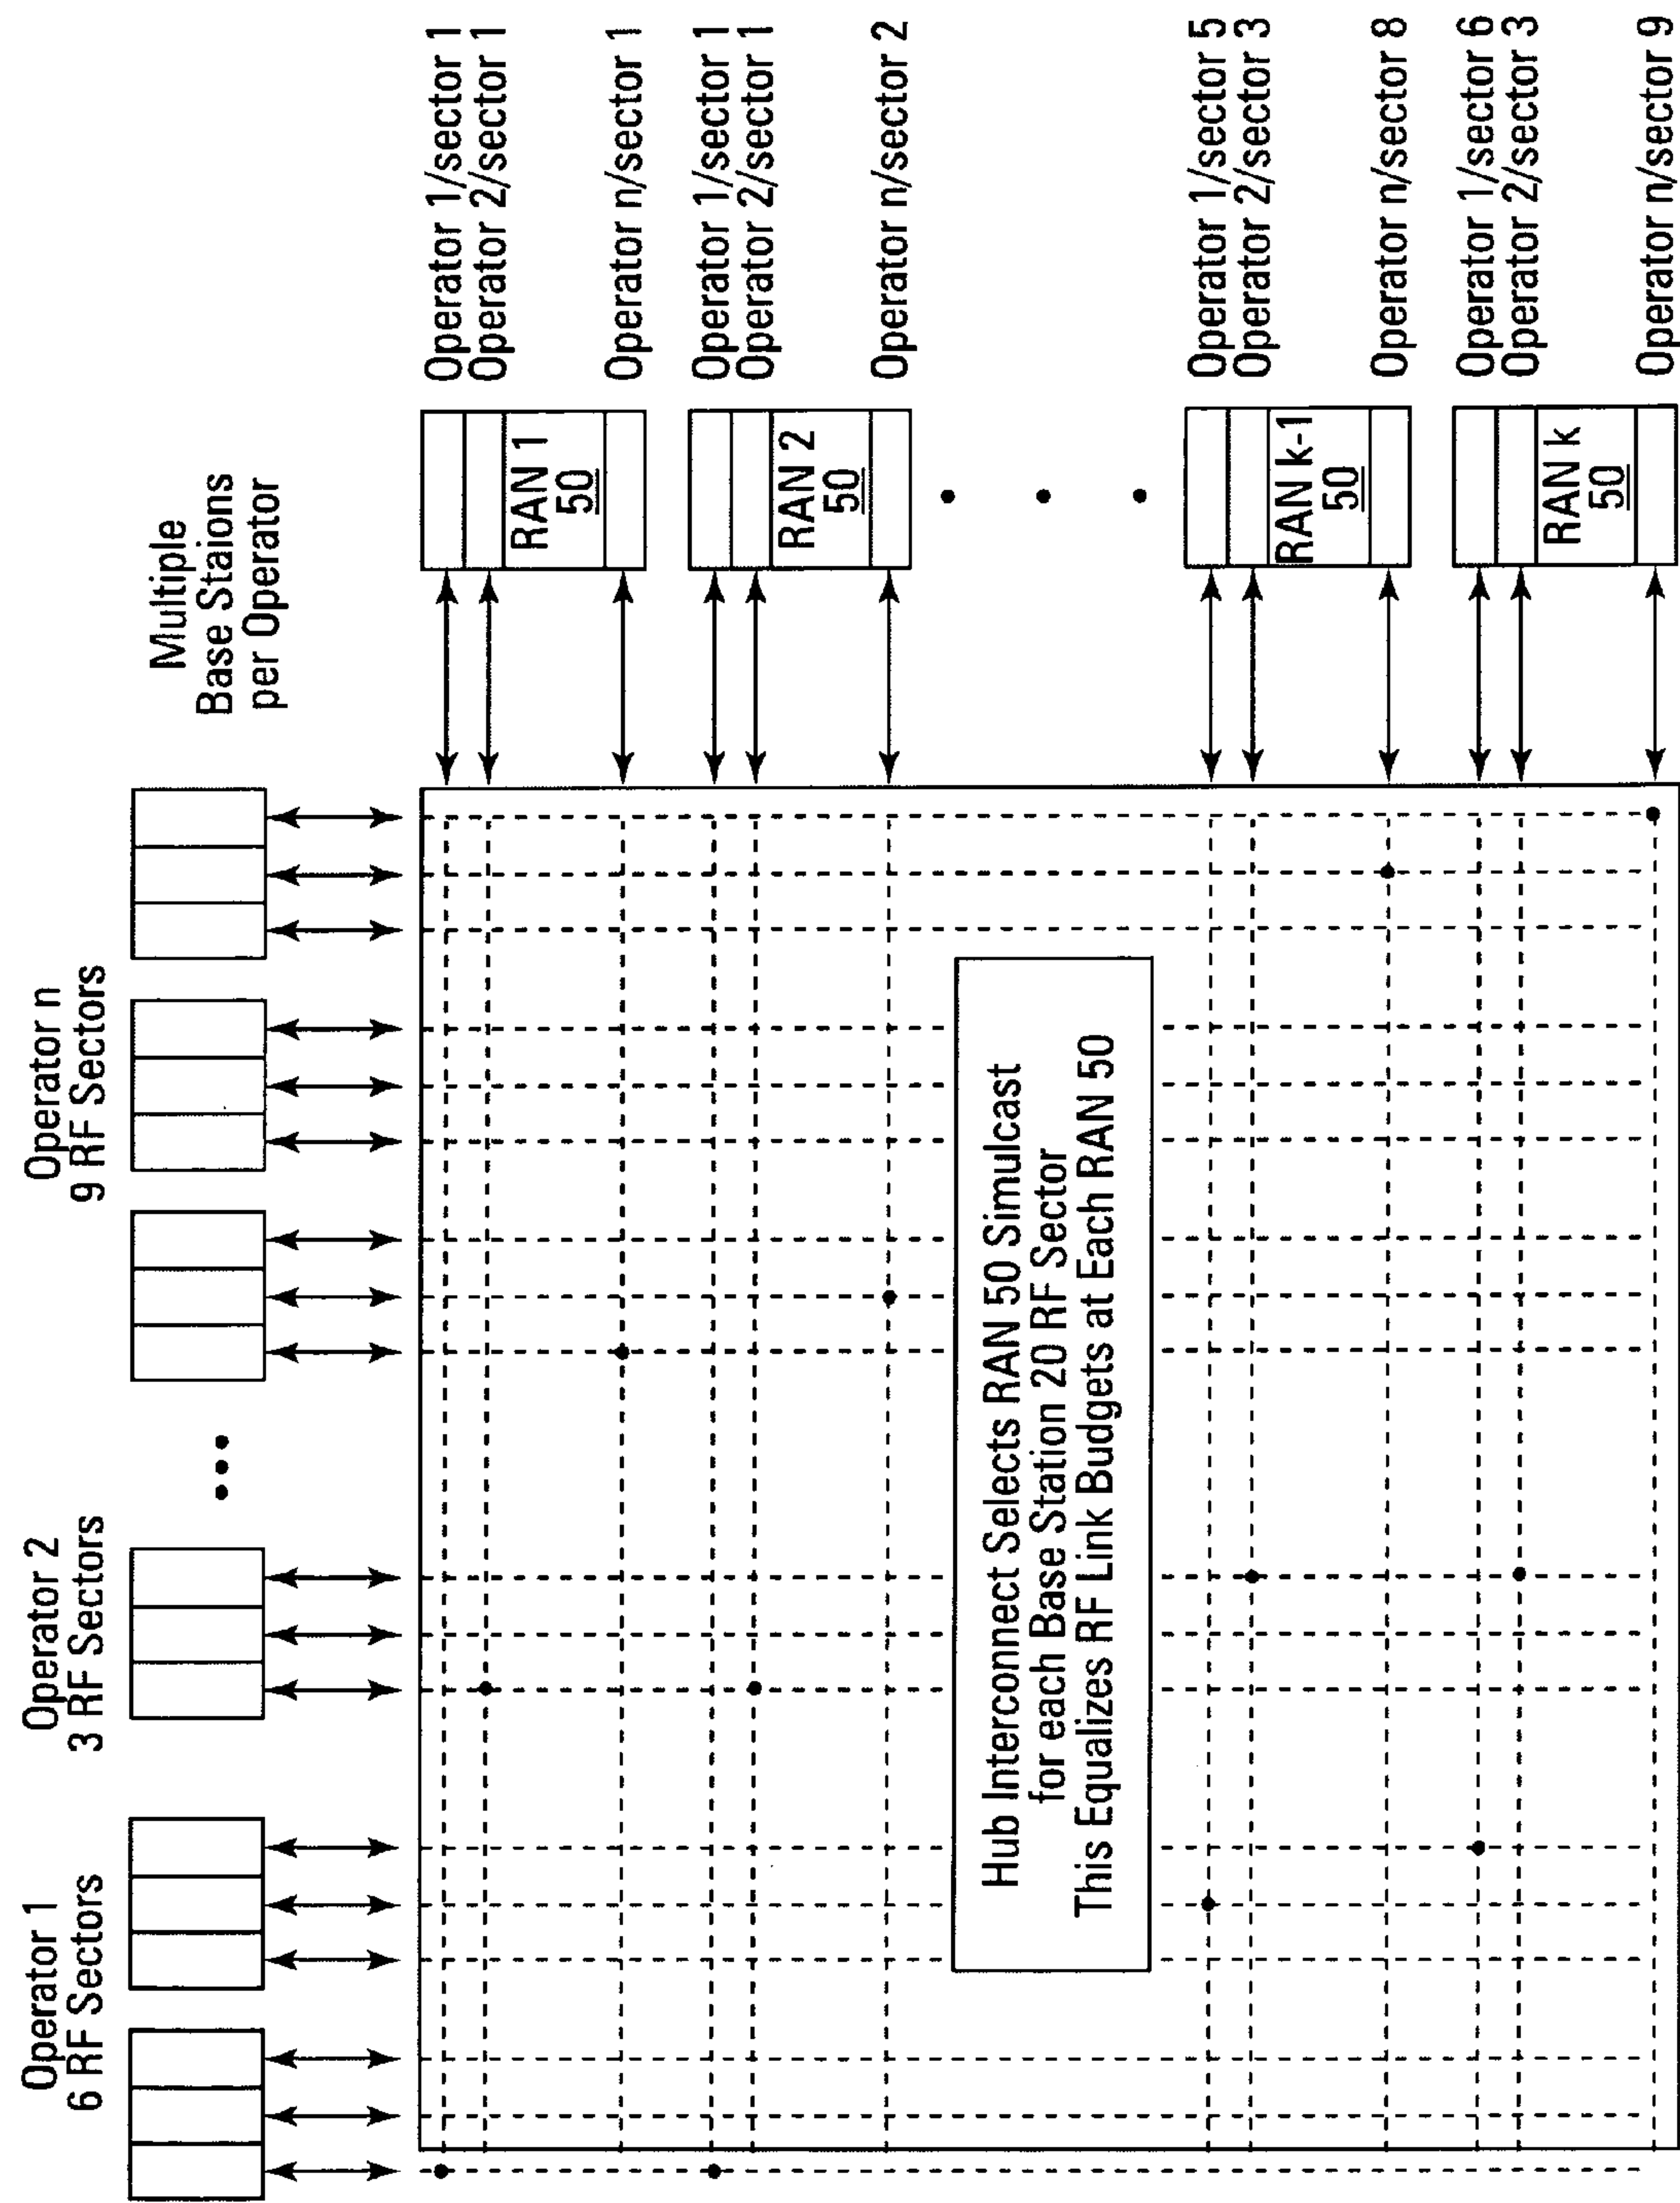 Operator 1
6 RF Sectors
Operator 2
3 RF Sectors
Operator n
9 RF Sectors
Multiple
Base Staions
per Operator
Operator 1/sector 1
Operator 2/sector 1
RAN 1
50
Operator n/sector 1
Operator 1/sector 1
Operator 2/sector 1
RAN 2
50
Operator n/sector 2
Hub Interconnect Selects RAN 50 Simulcast
for each Base Station 20 RF Sector
This Equalizes RF Link Budgets at Each RAN 50
Operator 1/sector 5
Operator 2/sector 3
RAN k-1
50
Operator n/sector 8
Operator 1/sector 6
Operator 2/sector 3
RAN k
50
Operator n/sector 9